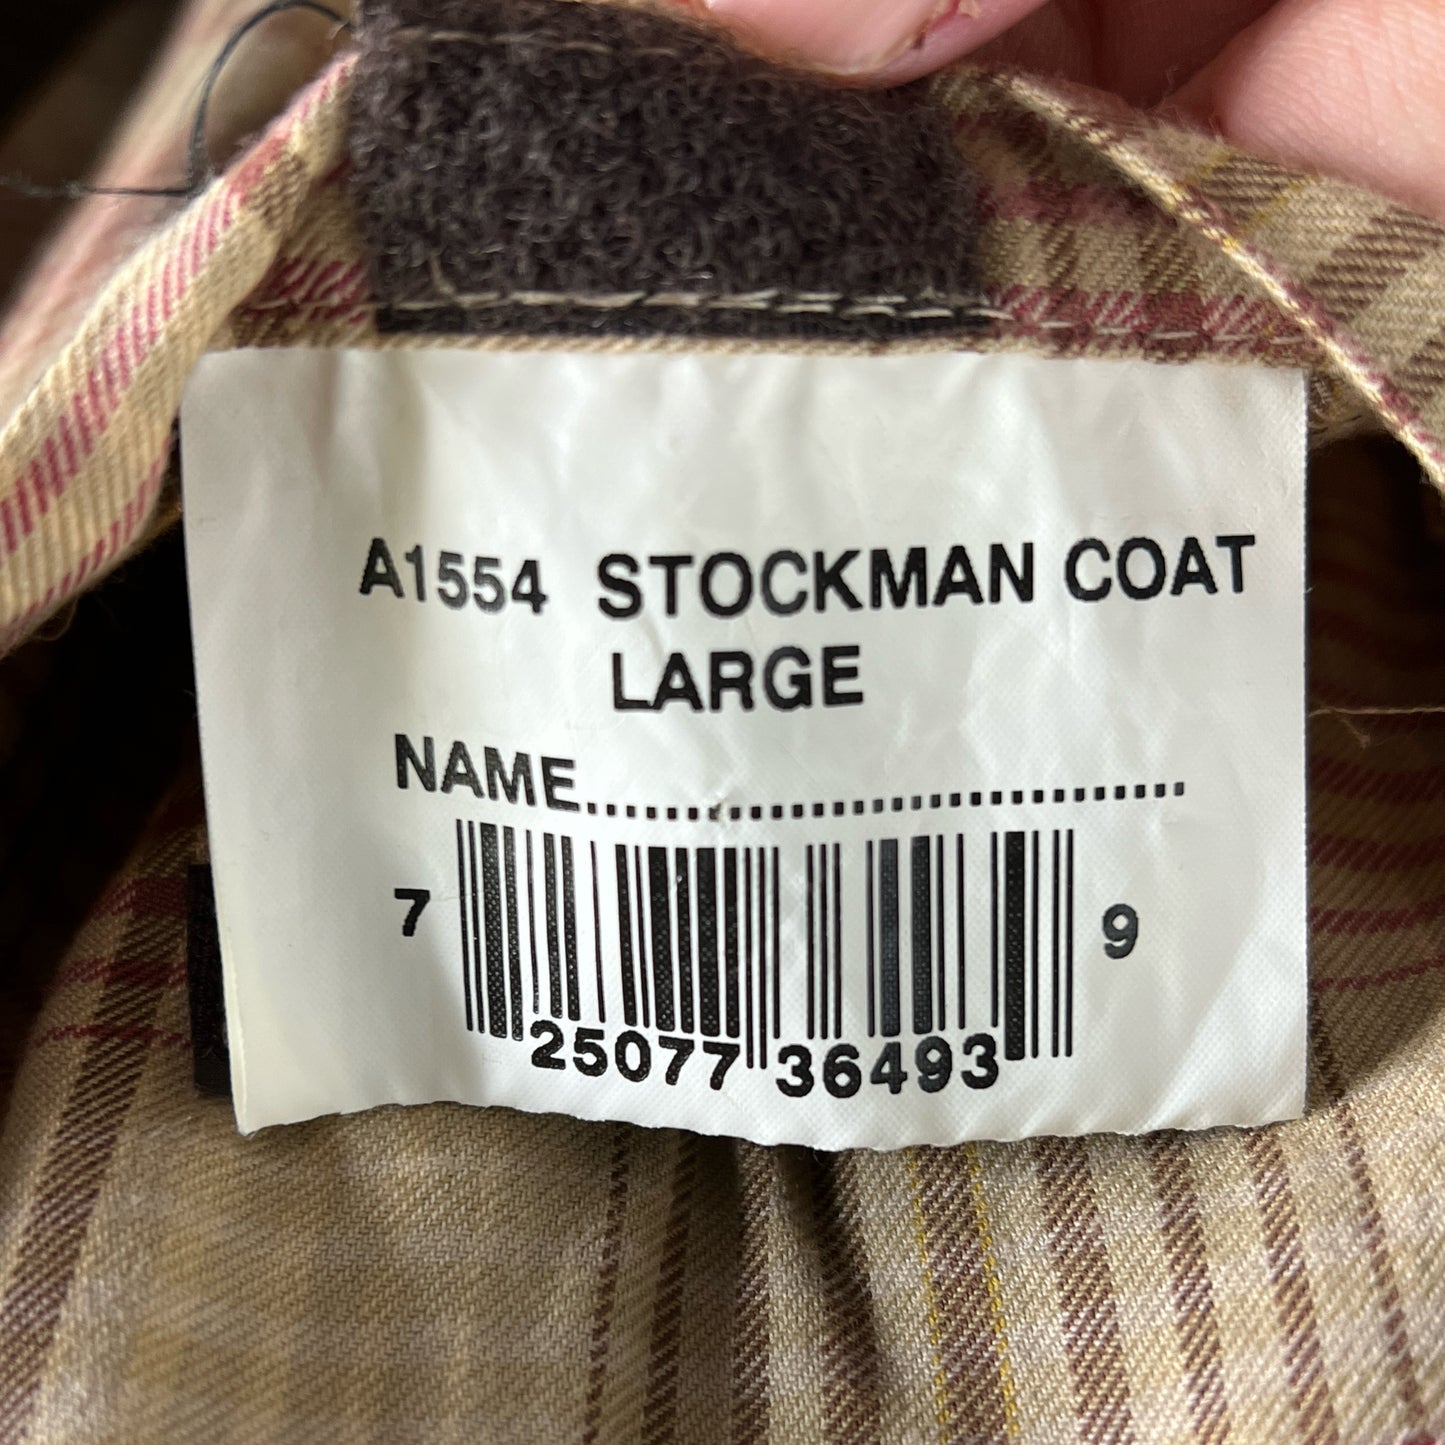 A1554 STOCKMAN COAT
LARGE
NAME..............................
7 25077 36493 9